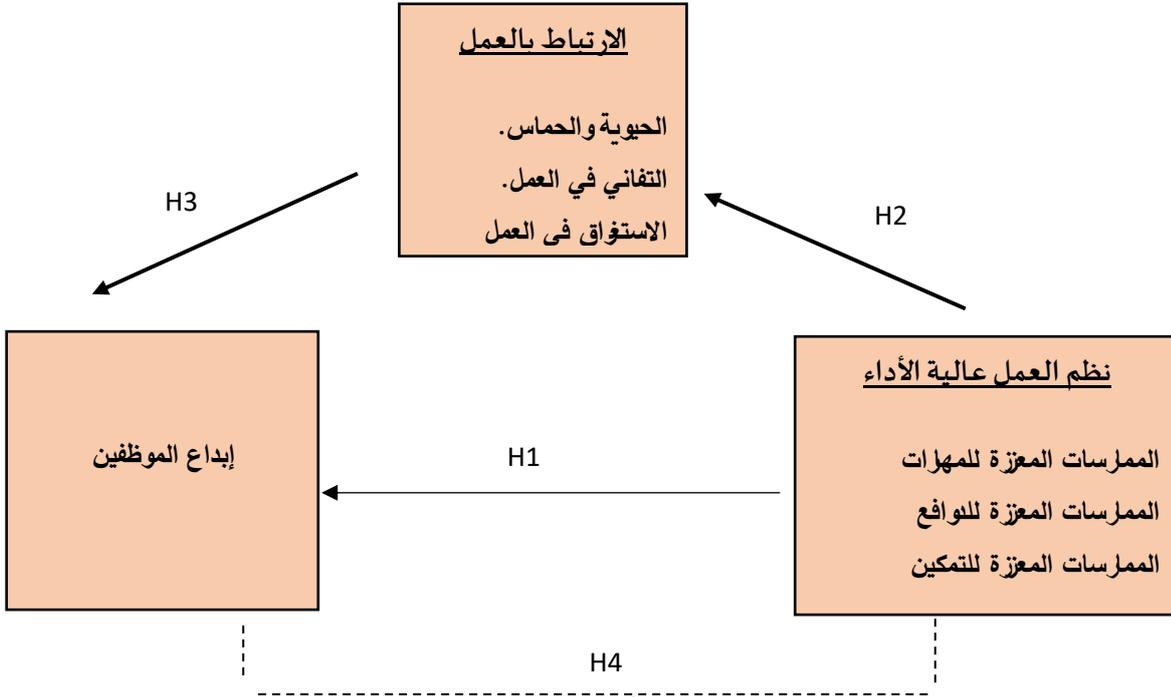 الارتباط بالعمل
الحيوية والحماس.
التفاني في العمل.
الاستغراق في العمل
H3
H2
نظم العمل عالية الأداء
الممارسات المعززة للمهارات
الممارسات المعززة للدوافع
الممارسات المعززة للتمكين
H1
إبداع الموظفين
H4